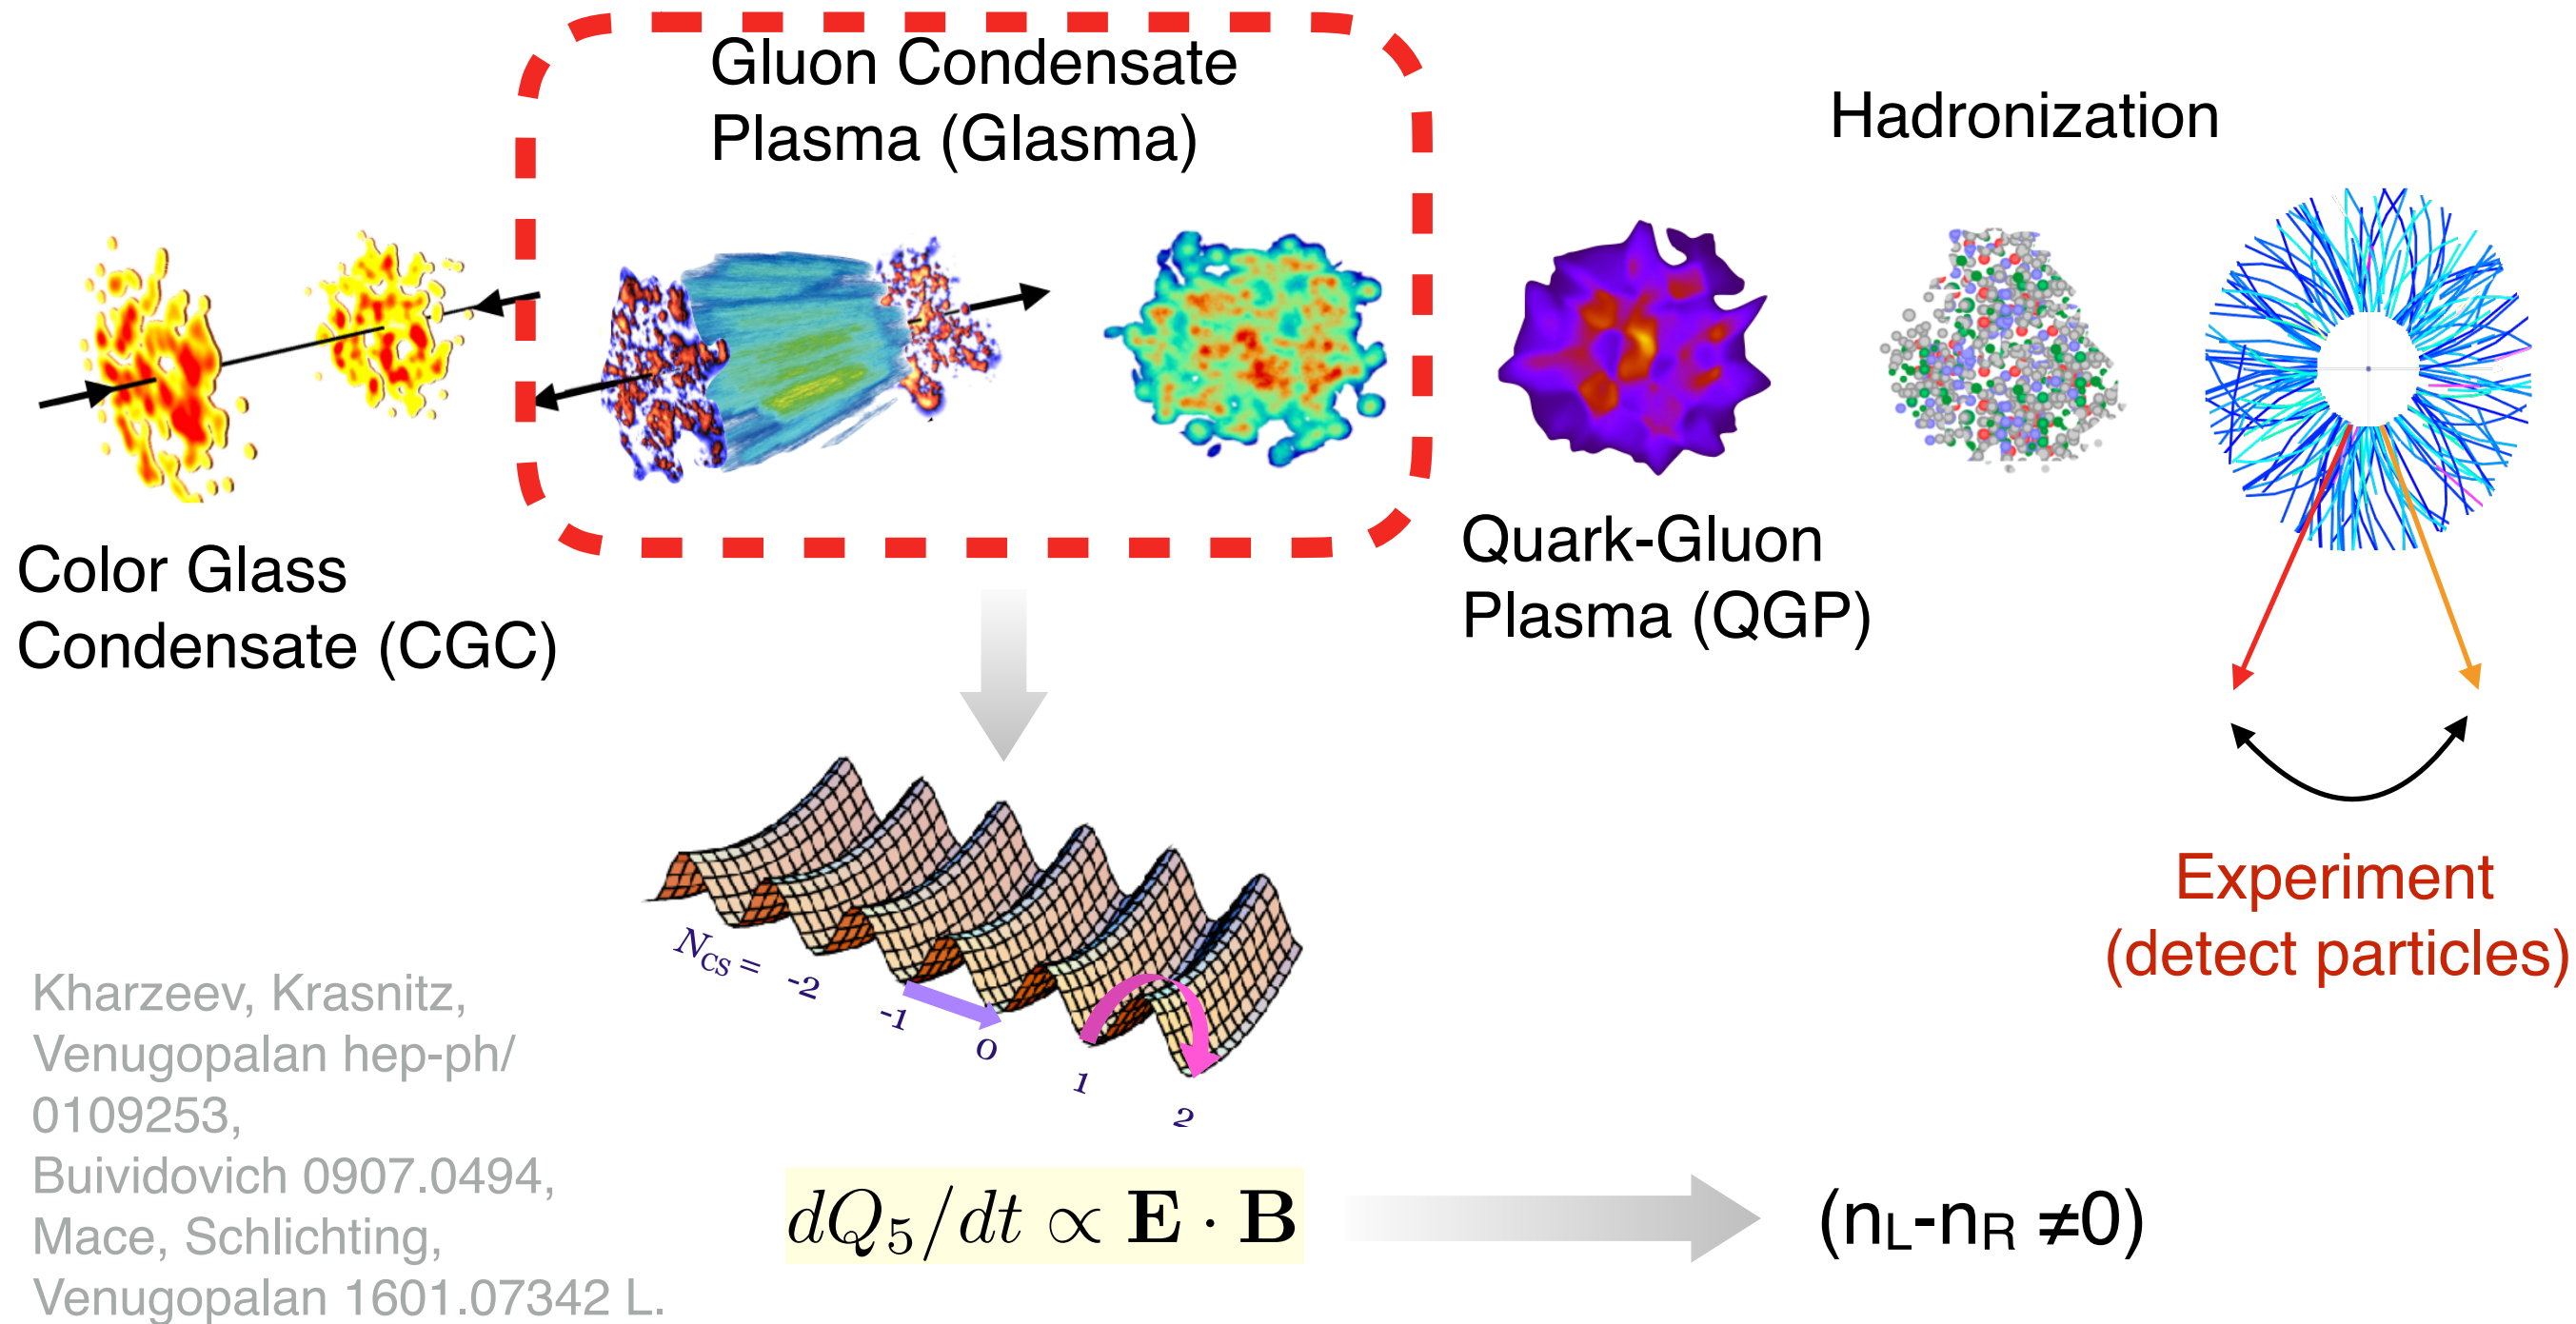 Gluon Condensate
Plasma (Glasma)
Hadronization
Color Glass
Condensate (CGC)
Quark-Gluon
Plasma (QGP)
N_CS = -2
-1
0
1
2
Experiment
(detect particles)
Kharzeev, Krasnitz,
Venugopalan hep-ph/
0109253,
Buividovich 0907.0494,
Mace, Schlichting,
Venugopalan 1601.07342 L.
dQ₅/dt ∝ E · B
(n_L-n_R ≠0)